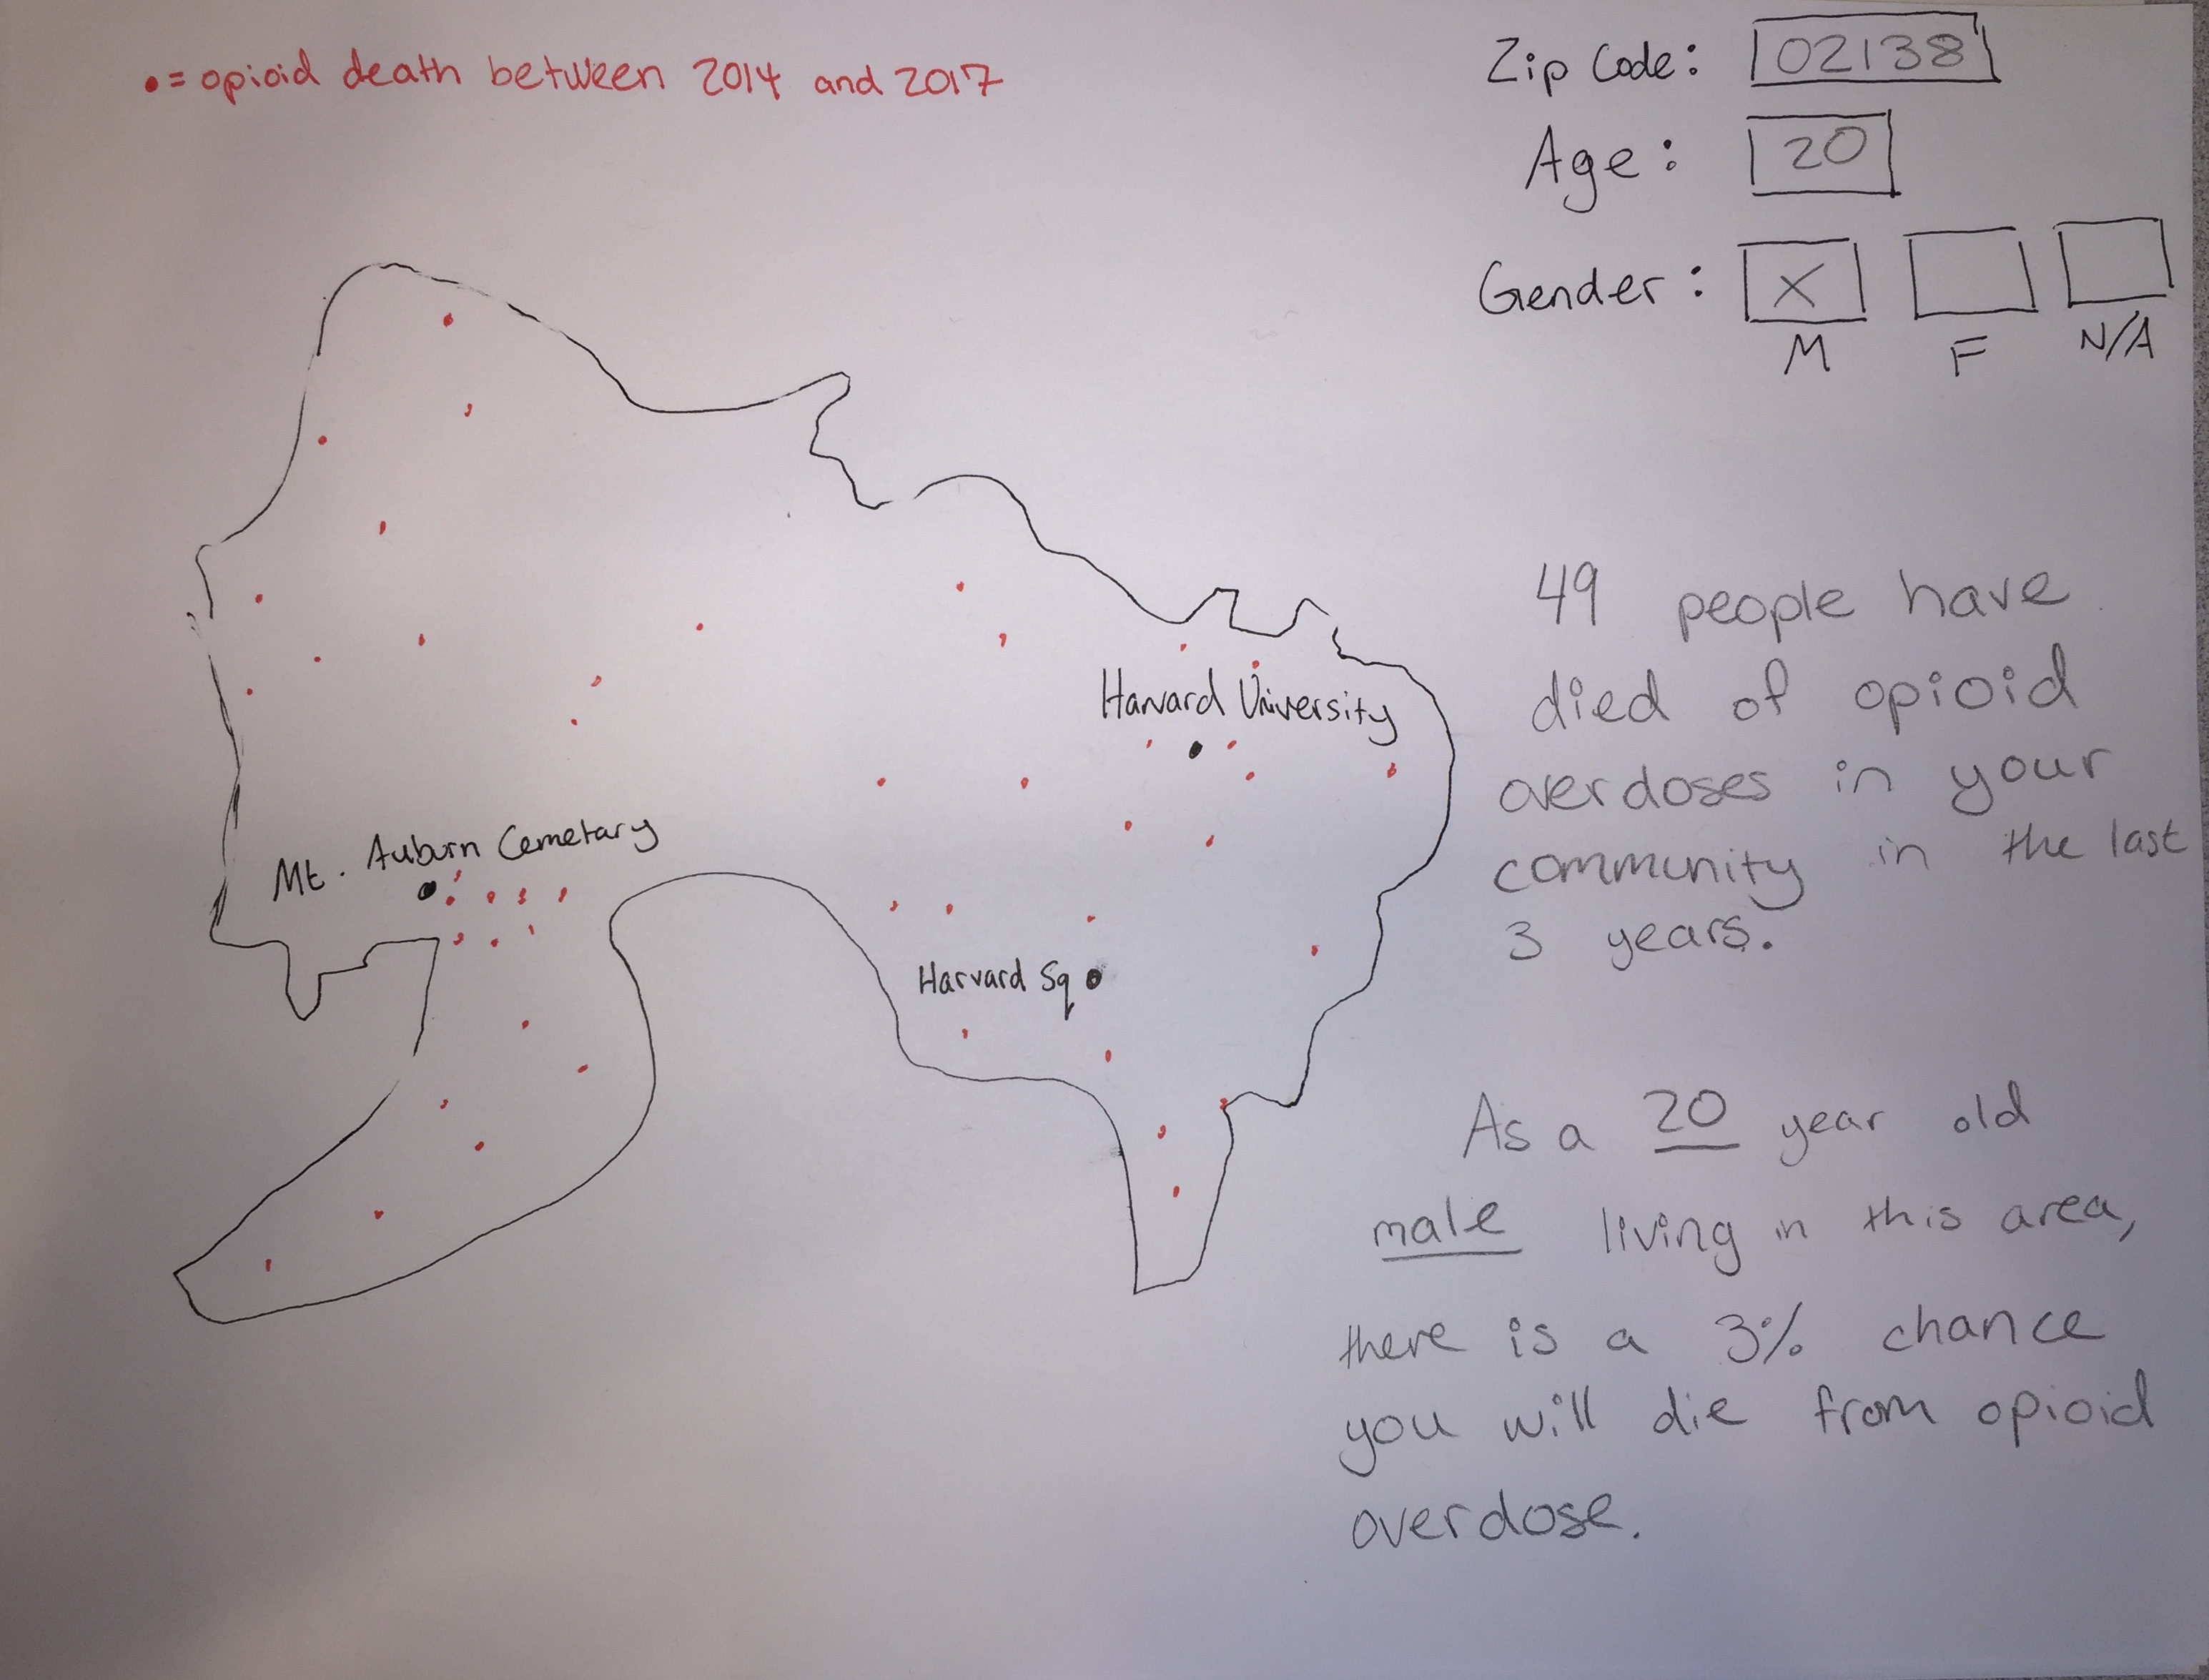 •= opioid death between 2014 and 2017
Zip Code: 02138
Age: 20
Gender: X
M F N/A
Harvard University
Mt. Auburn Cemetary
Harvard Sq
49 people have
died of opioid
overdoses in your
community in the last
3 years.
As a 20 year old
male living in this area,
there is a 3% chance
you will die from opioid
overdose.